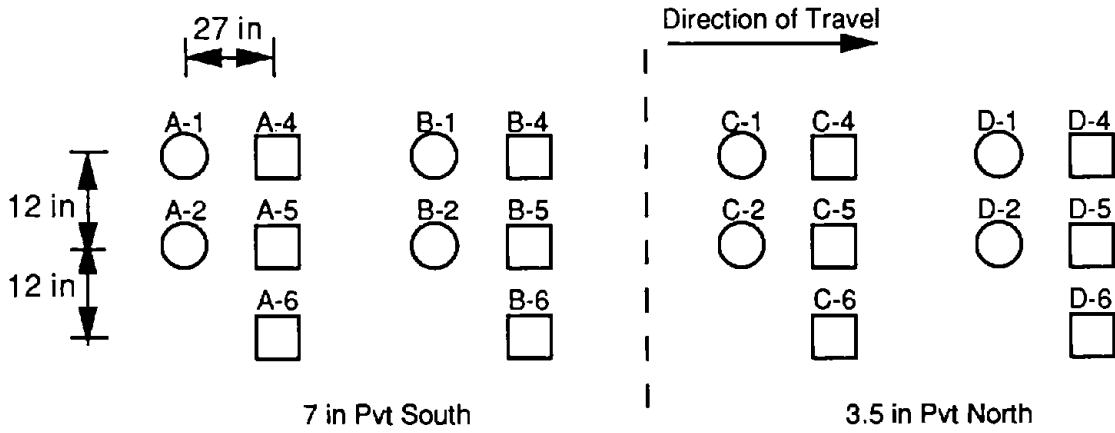 27 in
Direction of Travel
A-1 A-4 B-1 B-4 C-1 C-4 D-1 D-4
12 in
A-2 A-5 B-2 B-5 C-2 C-5 D-2 D-5
12 in
A-6 B-6 C-6 D-6
7 in Pvt South 3.5 in Pvt North